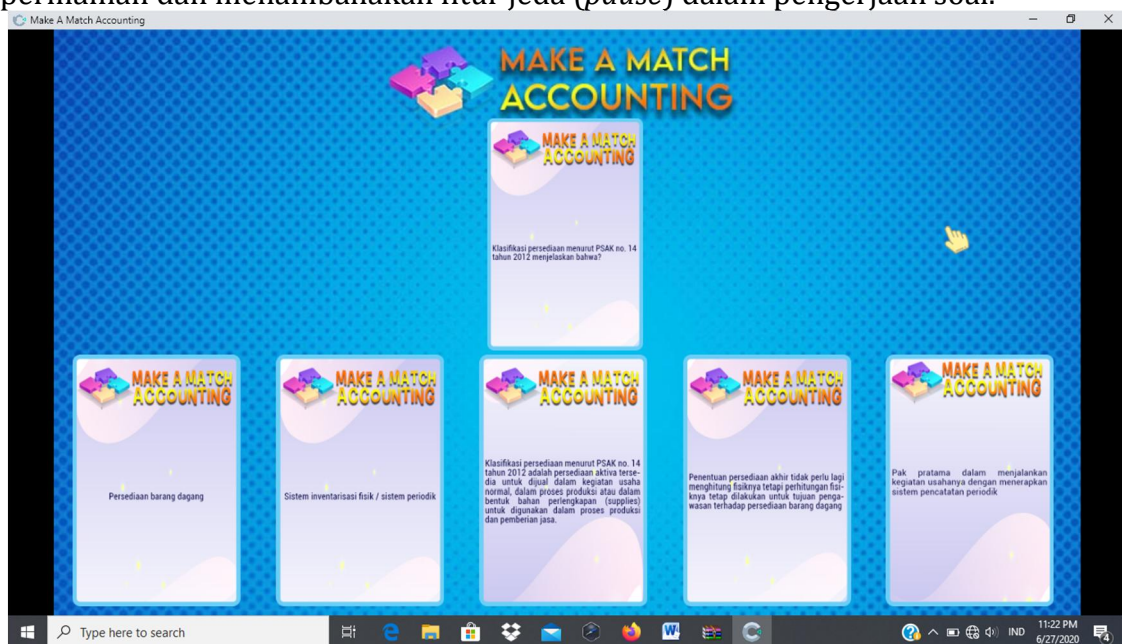 permainan dan menambahakan fitur jeda (pause) dalam pengerjaan soal.
Make A Match Accounting
MAKE A MATCH
ACCOUNTING
MAKE A MATCH
ACCOUNTING
Klasifikasi persediaan menurut PSAK no. 14
tahun 2012 menjelaskan bahwa?
MAKE A MATCH
ACCOUNTING
Persediaan barang dagang
MAKE A MATCH
ACCOUNTING
Sistem inventarisasi fisik / sistem periodik
MAKE A MATCH
ACCOUNTING
Klasifikasi persediaan menurut PSAK no. 14
tahun 2012 adalah persediaan aktiva terse-
dia untuk dijual dalam kegiatan usaha
normal, dalam proses produksi atau dalam
bentuk bahan perlengkapan (supplies)
untuk digunakan dalam proses produksi
dan pemberian jasa.
MAKE A MATCH
ACCOUNTING
Penentuan persediaan akhir tidak perlu lagi
menghitung fisiknya tetapi perhitungan fisi-
knya tetap dilakukan untuk tujuan penga-
wasan terhadap persediaan barang dagang
MAKE A MATCH
ACCOUNTING
Pak pratama dalam menjalankan
kegiatan usahanya dengan menerapkan
sistem pencatatan periodik
Type here to search
IND
11:22 PM
6/27/2020
4